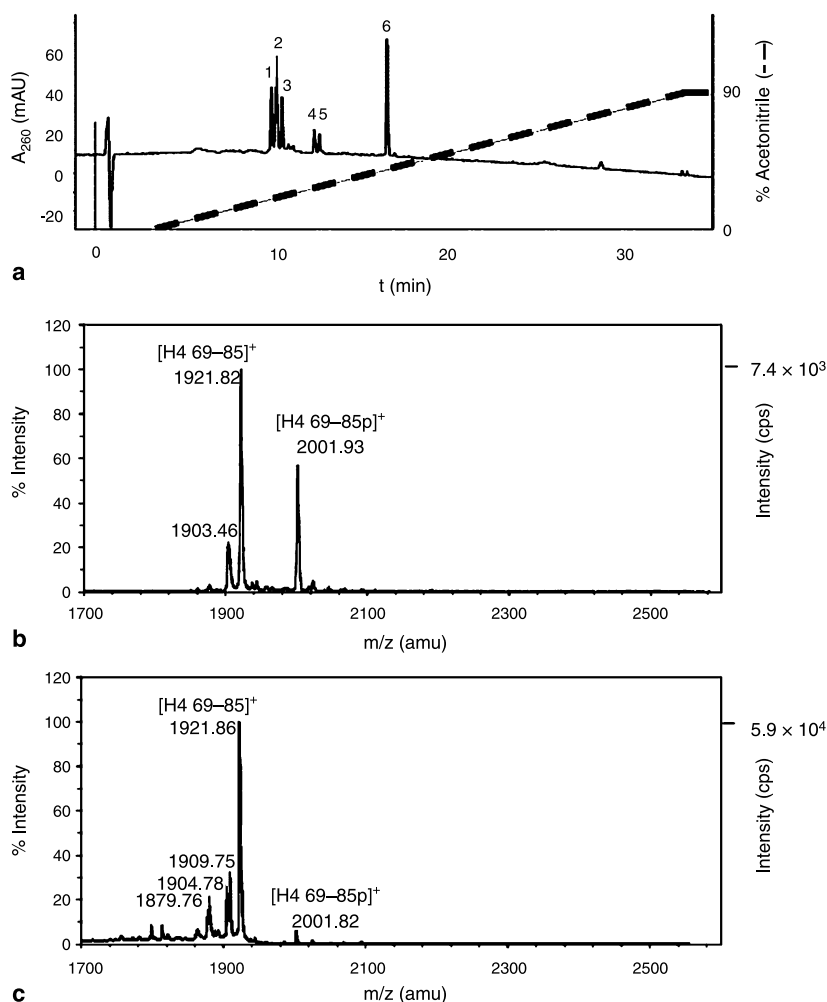 60
40
20
0
-20
A260 (mAU)
1
2
3
4 5
6
90
0
% Acetonitrile (– –)
0
10
20
30
t (min)
a
120
100
80
60
40
20
0
% Intensity
[H4 69–85]+
1921.82
[H4 69–85p]+
2001.93
1903.46
7.4 × 10³
Intensity (cps)
1700
1900
2100
2300
2500
m/z (amu)
b
120
100
80
60
40
20
0
% Intensity
[H4 69–85]+
1921.86
1909.75
1904.78
1879.76
[H4 69–85p]+
2001.82
5.9 × 10⁴
Intensity (cps)
1700
1900
2100
2300
2500
m/z (amu)
c